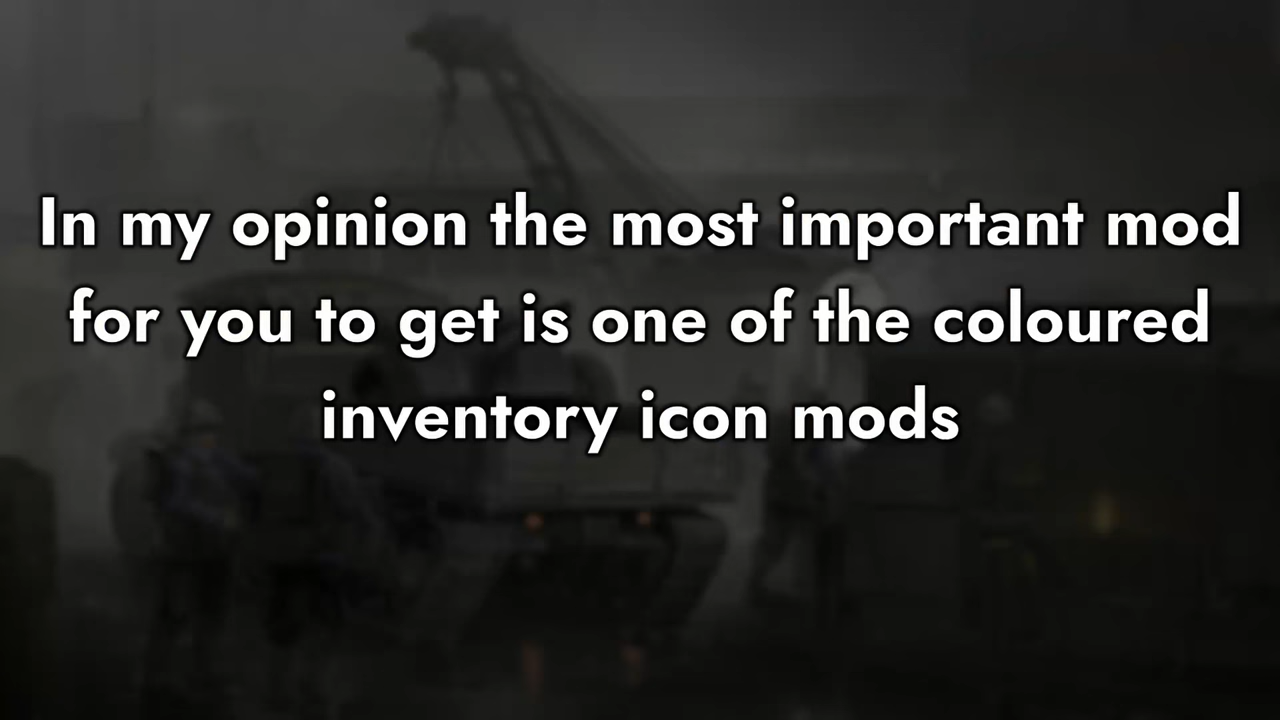 In my opinion the most important mod
for you to get is one of the coloured
inventory icon mods